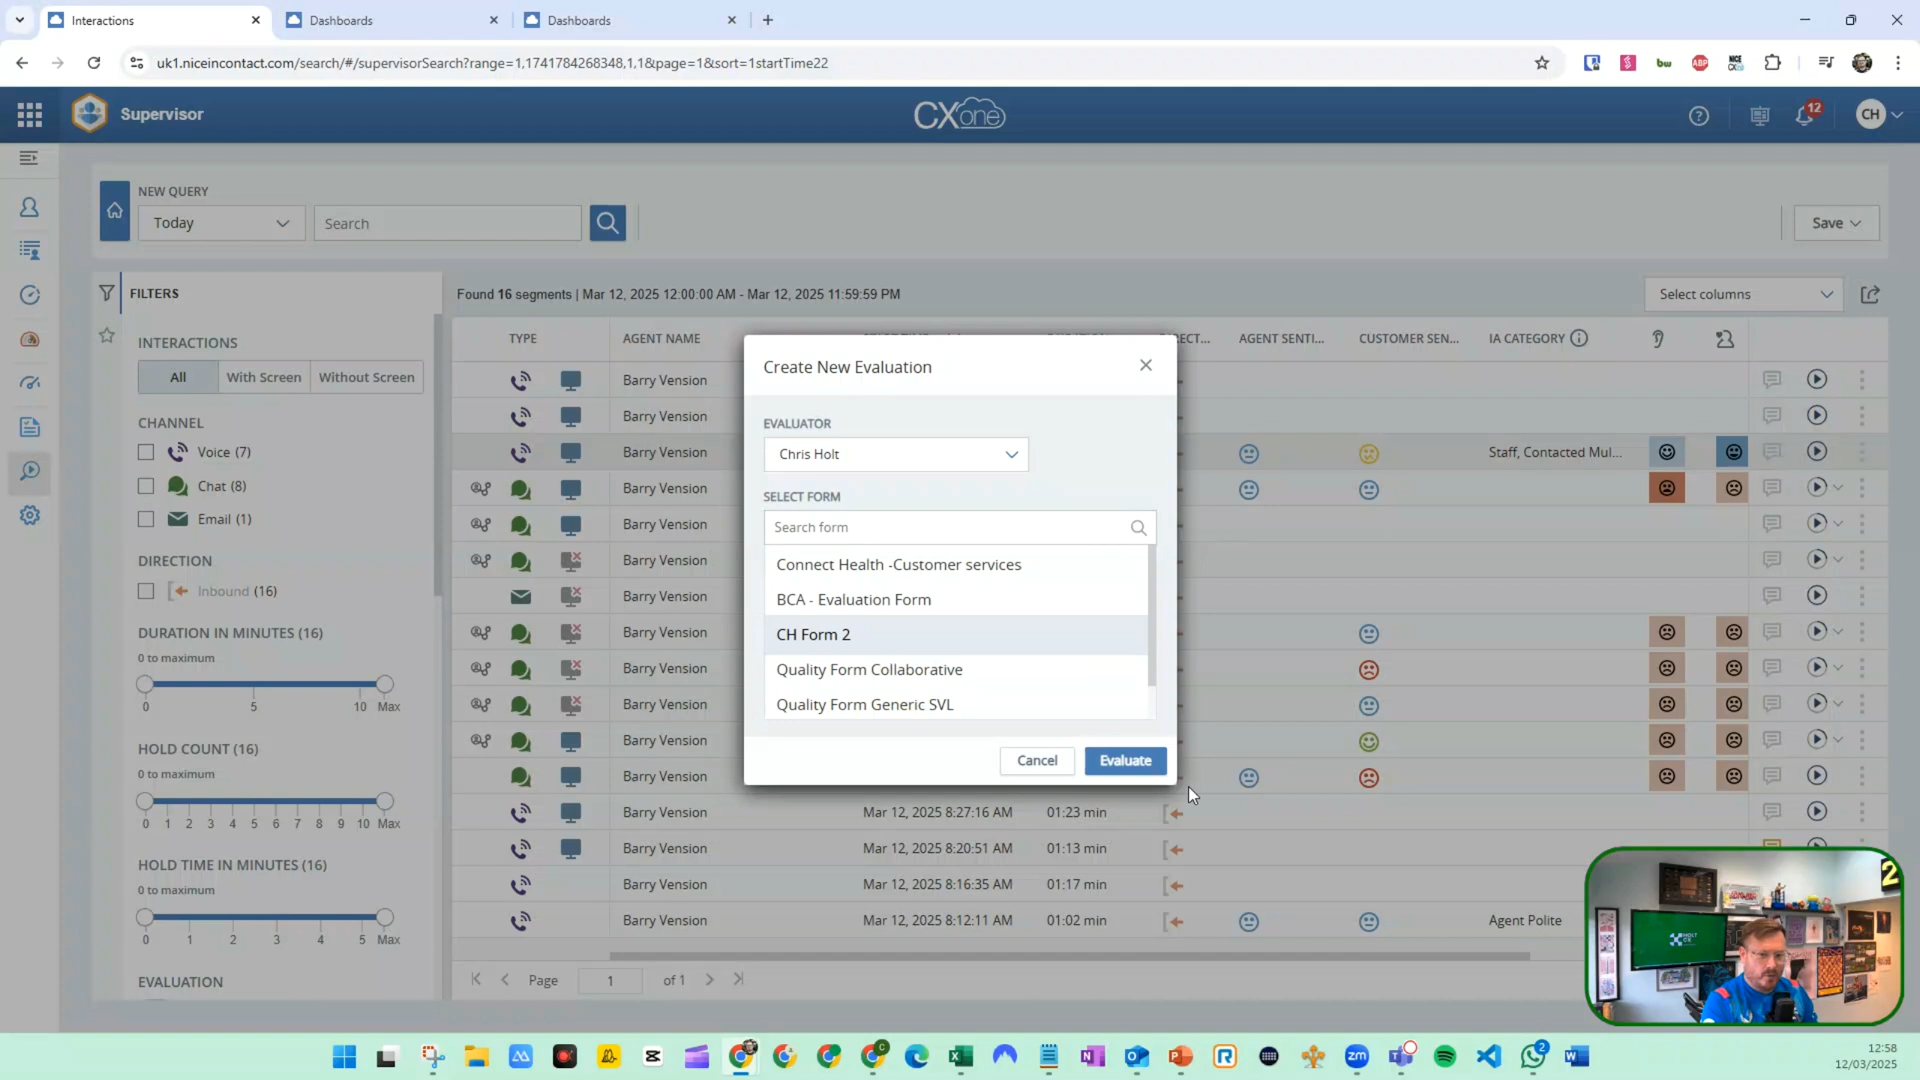 Interactions
Dashboards
Dashboards
uk1.niceincontact.com/search/#/supervisorSearch?range=1,1741784268348,1,1&page=1&sort=1startTime22
bw
ABP
Supervisor
CXone
12
CH
NEW QUERY
Today
Search
Save
FILTERS
Found 16 segments | Mar 12, 2025 12:00:00 AM - Mar 12, 2025 11:59:59 PM
Select columns
INTERACTIONS
All
With Screen
Without Screen
CHANNEL
Voice (7)
Chat (8)
Email (1)
DIRECTION
Inbound (16)
DURATION IN MINUTES (16)
0 to maximum
0 5 10 Max
HOLD COUNT (16)
0 to maximum
0 1 2 3 4 5 6 7 8 9 10 Max
HOLD TIME IN MINUTES (16)
0 to maximum
0 1 2 3 4 5 Max
EVALUATION
TYPE AGENT NAME AGENT SENTI... CUSTOMER SEN... IA CATEGORY
Barry Vension
Barry Vension
Barry Vension Staff, Contacted Mul...
Barry Vension
Barry Vension
Barry Vension
Barry Vension
Barry Vension
Barry Vension
Barry Vension
Barry Vension
Barry Vension
Barry Vension Mar 12, 2025 8:27:16 AM 01:23 min
Barry Vension Mar 12, 2025 8:20:51 AM 01:13 min
Barry Vension Mar 12, 2025 8:16:35 AM 01:17 min
Barry Vension Mar 12, 2025 8:12:11 AM 01:02 min Agent Polite
Page 1 of 1
Create New Evaluation
EVALUATOR
Chris Holt
SELECT FORM
Search form
Connect Health -Customer services
BCA - Evaluation Form
CH Form 2
Quality Form Collaborative
Quality Form Generic SVL
Cancel
Evaluate
2
12:58
12/03/2025